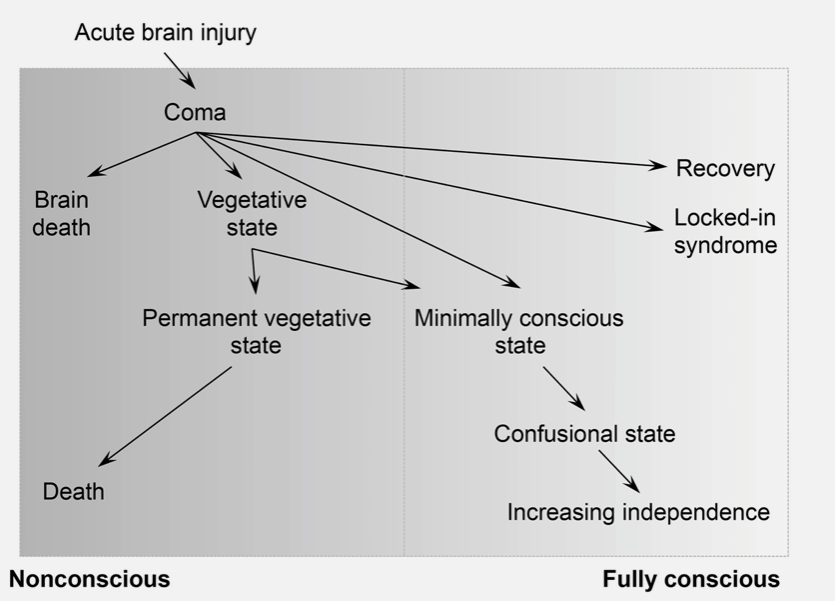 Acute brain injury
Coma
Recovery
Brain
death
Vegetative
state
Locked-in
syndrome
Permanent vegetative
state
Minimally conscious
state
Confusional state
Death
Increasing independence
Nonconscious
Fully conscious